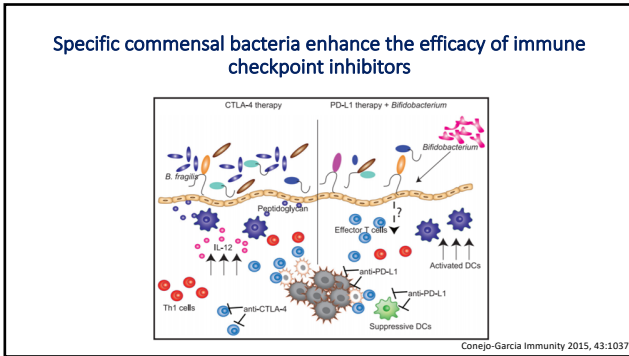 Specific commensal bacteria enhance the efficacy of immune
checkpoint inhibitors
CTLA-4 therapy
PD-L1 therapy + Bifidobacterium
B. fragilis
Bifidobacterium
Peptidoglycan
?
Effector T cells
IL-12
Activated DCs
anti-PD-L1
Th1 cells
anti-PD-L1
anti-CTLA-4
Suppressive DCs
Conejo-Garcia Immunity 2015, 43:1037